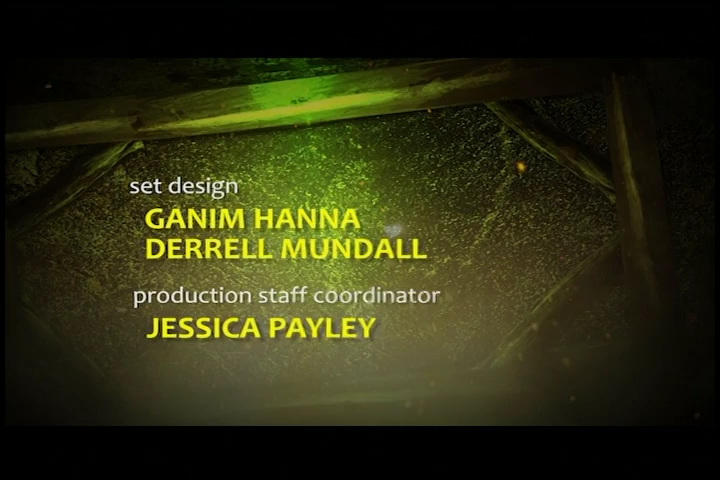 set design
GANIM HANNA
DERRELL MUNDALL
production staff coordinator
JESSICA PAYLEY